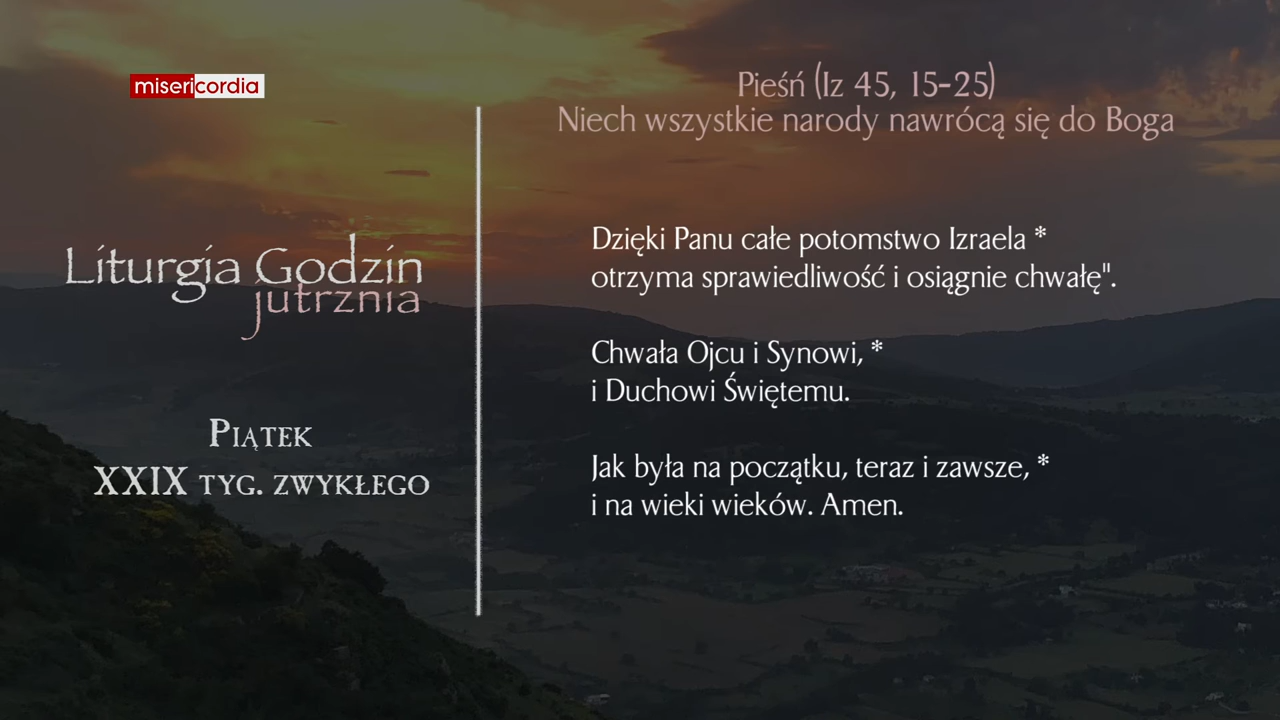 misericordia
Liturgia Godzin
jutrznia
Piątek
XXIX tyg. zwykłego
Pieśń (Iz 45, 15-25)
Niech wszystkie narody nawrócą się do Boga
Dzięki Panu całe potomstwo Izraela *
otrzyma sprawiedliwość i osiągnie chwałę".
Chwała Ojcu i Synowi, *
i Duchowi Świętemu.
Jak była na początku, teraz i zawsze, *
i na wieki wieków. Amen.